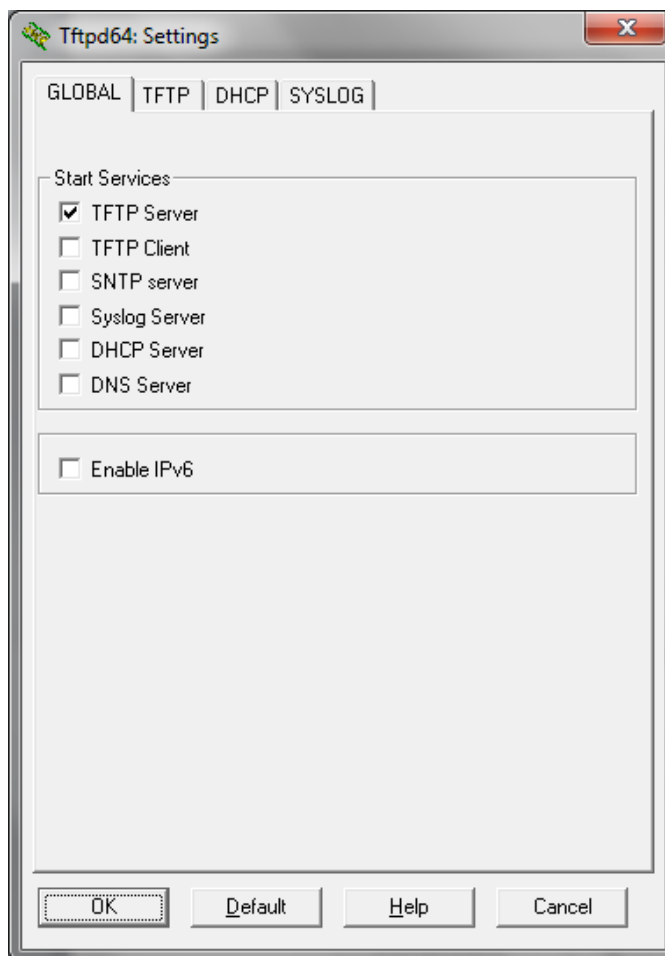 Tftpd64: Settings
GLOBAL TFTP DHCP SYSLOG
Start Services
TFTP Server
TFTP Client
SNTP server
Syslog Server
DHCP Server
DNS Server
Enable IPv6
OK Default Help Cancel